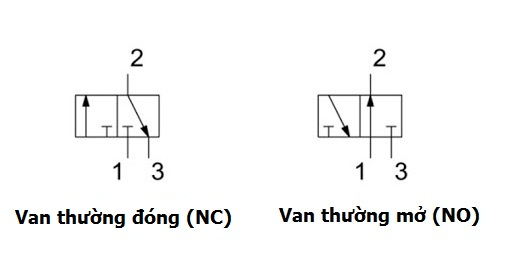 2 2
1 3 1 3
Van thường đóng (NC) Van thường mở (NO)